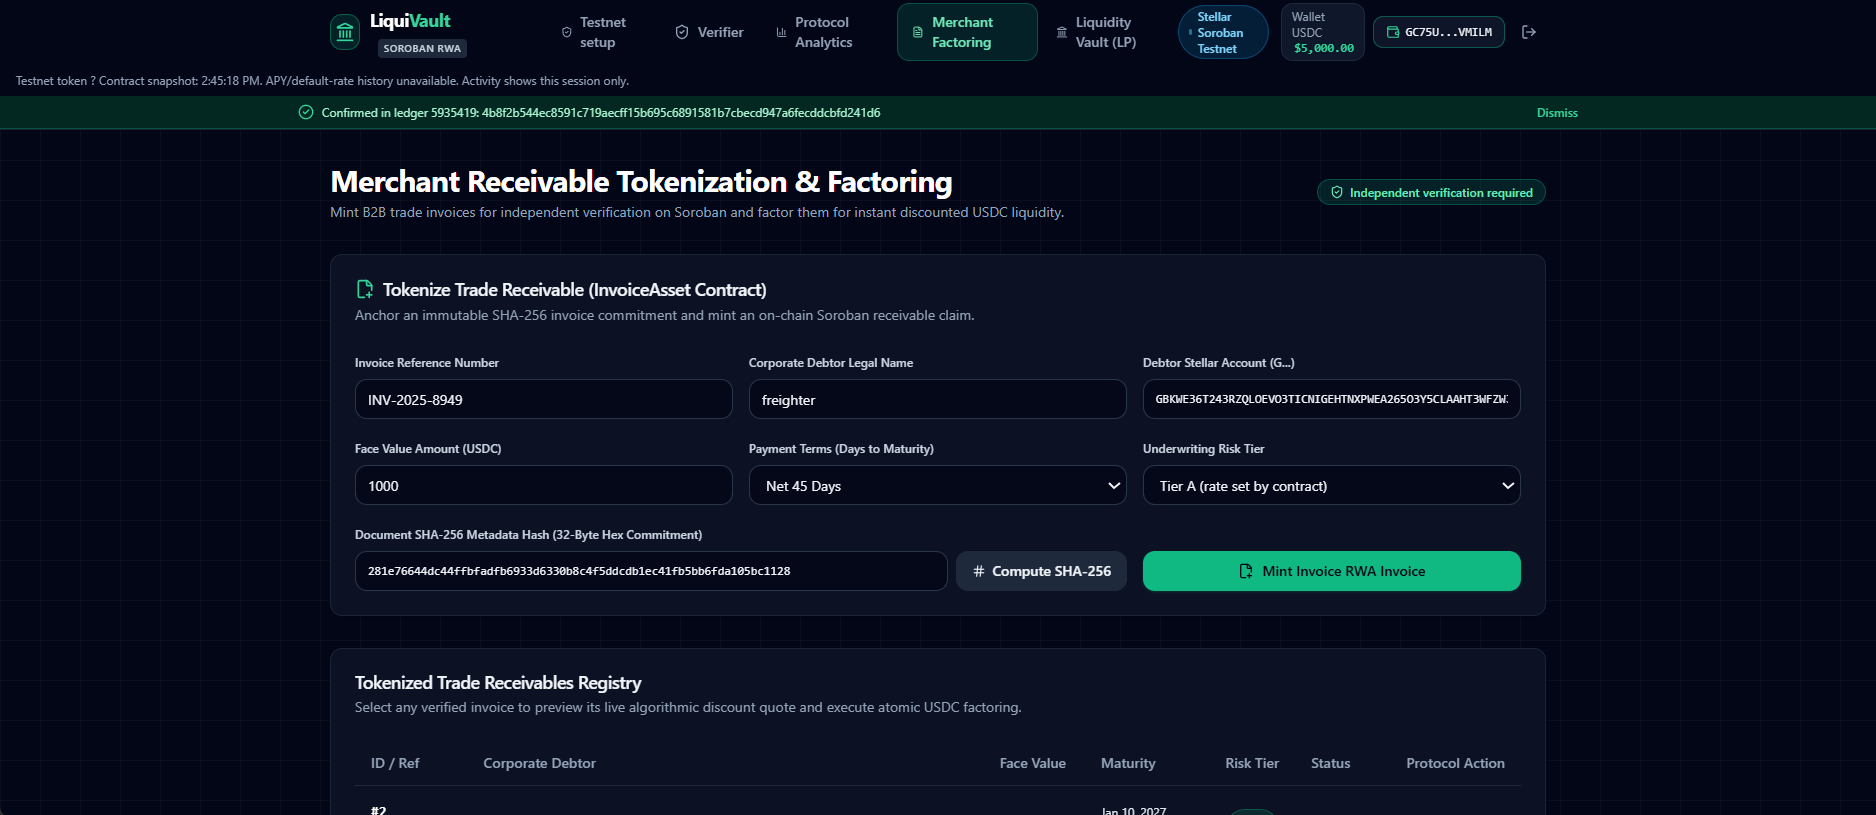 LiquiVault
SOROBAN RWA
Testnet setup
Verifier
Protocol Analytics
Merchant Factoring
Liquidity Vault (LP)
Stellar Soroban Testnet
Wallet USDC $5,000.00
GC75U...VMILM
Testnet token ? Contract snapshot: 2:45:18 PM. APY/default-rate history unavailable. Activity shows this session only.
Confirmed in ledger 5935419: 4b8f2b544ec8591c719aecff15b695c6891581b7cbecd947a6fecddcbfd241d6
Dismiss
Merchant Receivable Tokenization & Factoring
Mint B2B trade invoices for independent verification on Soroban and factor them for instant discounted USDC liquidity.
Independent verification required
Tokenize Trade Receivable (InvoiceAsset Contract)
Anchor an immutable SHA-256 invoice commitment and mint an on-chain Soroban receivable claim.
Invoice Reference Number
INV-2025-8949
Corporate Debtor Legal Name
freighter
Debtor Stellar Account (G...)
GBKWE36T243RZQLOEVO3TICNIGEHTNXPWEA265O3Y5CLAAHT3WFZW
Face Value Amount (USDC)
1000
Payment Terms (Days to Maturity)
Net 45 Days
Underwriting Risk Tier
Tier A (rate set by contract)
Document SHA-256 Metadata Hash (32-Byte Hex Commitment)
281e76644dc44ffbfadfb6933d6330b8c4f5ddcdb1ec41fb5bb6fda105bc1128
# Compute SHA-256
Mint Invoice RWA Invoice
Tokenized Trade Receivables Registry
Select any verified invoice to preview its live algorithmic discount quote and execute atomic USDC factoring.
ID / Ref
Corporate Debtor
Face Value
Maturity
Risk Tier
Status
Protocol Action
#2
Jan 10, 2027